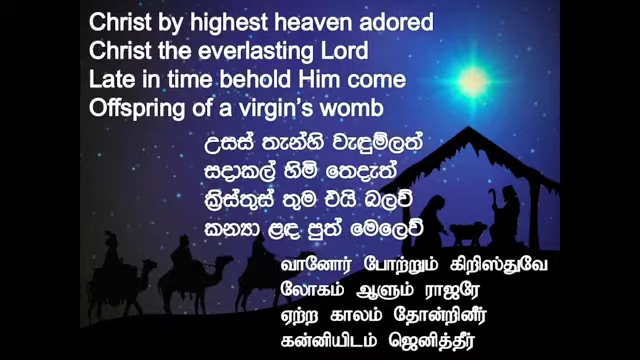 Christ by highest heaven adored
Christ the everlasting Lord
Late in time behold Him come
Offspring of a virgin's womb
උසස් තැන්හි වැඳුම්ලත්
සදාකල් හිමි තෙදැත්
ක්‍රිස්තුස් තුම එයි බලව්
කන්‍යා ළඳ පුත් මෙලෙව්
வானோர் போற்றும் கிறிஸ்துவே
லோகம் ஆளும் ராஜரே
ஏற்ற காலம் தோன்றினீர்
கன்னியிடம் ஜெனித்தீர்